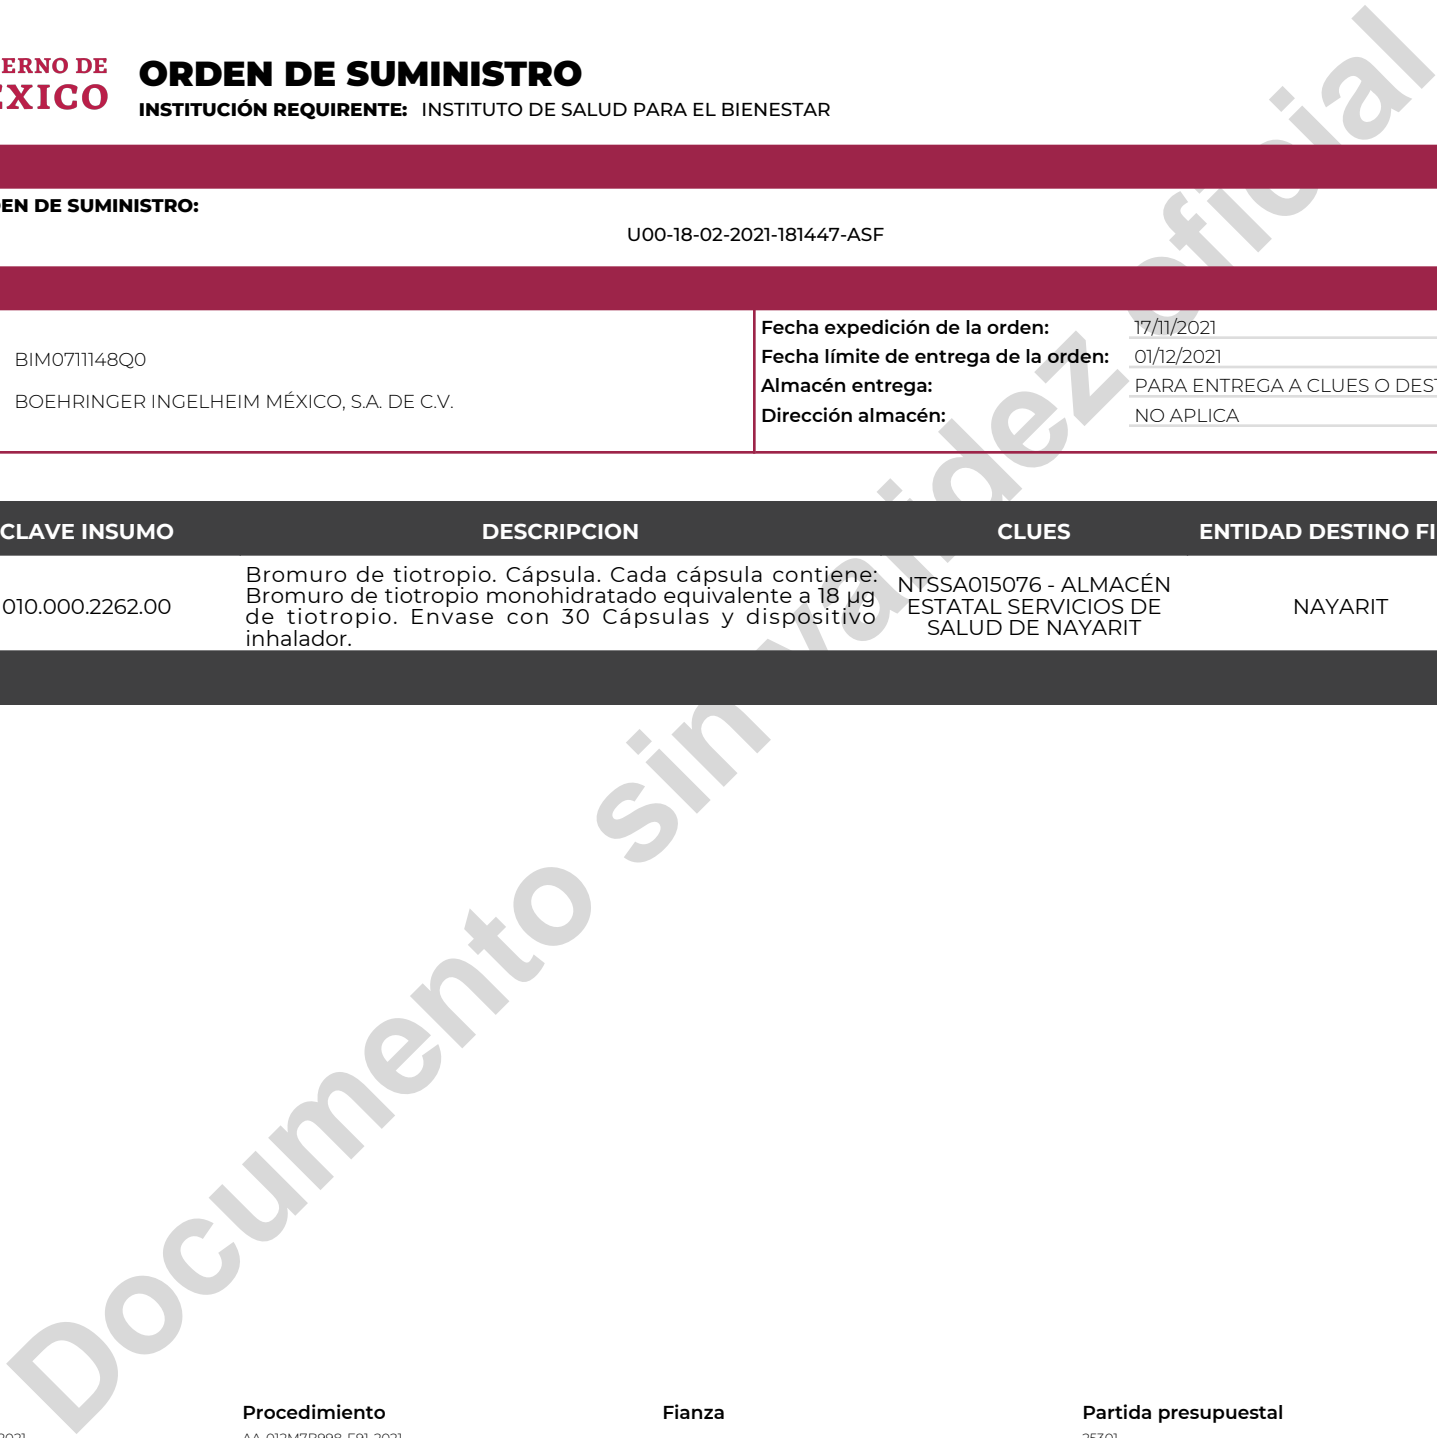 ERNO DE
ÉXICO
ORDEN DE SUMINISTRO
INSTITUCIÓN REQUIRENTE: INSTITUTO DE SALUD PARA EL BIENESTAR
EN DE SUMINISTRO:
U00-18-02-2021-181447-ASF
BIM0711148Q0
BOEHRINGER INGELHEIM MÉXICO, S.A. DE C.V.
Fecha expedición de la orden: 17/11/2021
Fecha límite de entrega de la orden: 01/12/2021
Almacén entrega: PARA ENTREGA A CLUES O DEST
Dirección almacén: NO APLICA
CLAVE INSUMO DESCRIPCION CLUES ENTIDAD DESTINO FI
010.000.2262.00
Bromuro de tiotropio. Cápsula. Cada cápsula contiene:
Bromuro de tiotropio monohidratado equivalente a 18 µg
de tiotropio. Envase con 30 Cápsulas y dispositivo
inhalador.
NTSSA015076 - ALMACÉN
ESTATAL SERVICIOS DE
SALUD DE NAYARIT
NAYARIT
Documento sin validez oficial
Procedimiento Fianza Partida presupuestal